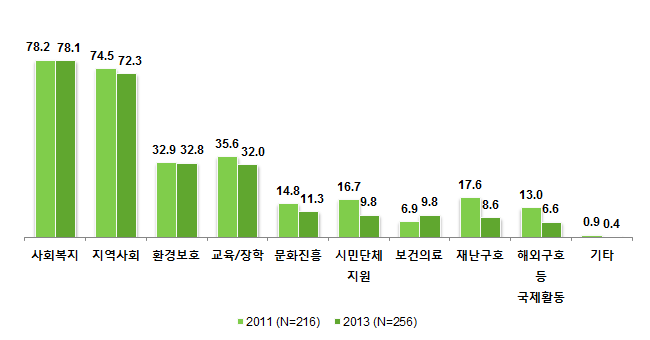 78.2 78.1
74.5 72.3
32.9 32.8
35.6 32.0
14.8 11.3
16.7 9.8
6.9 9.8
17.6 8.6
13.0 6.6
0.9 0.4
사회복지
지역사회
환경보호
교육/장학
문화진흥
시민단체
지원
보건의료
재난구호
해외구호
등
국제활동
기타
2011 (N=216)
2013 (N=256)